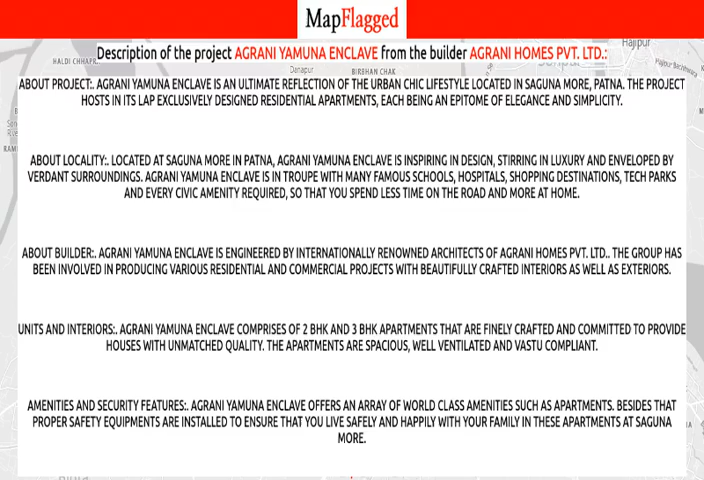 MapFlagged
Description of the project AGRANI YAMUNA ENCLAVE from the builder AGRANI HOMES PVT. LTD.:
HALDI CHHAPR
Danapur
BIRBHAN CHAK
Hajipur
ABOUT PROJECT:. AGRANI YAMUNA ENCLAVE IS AN ULTIMATE REFLECTION OF THE URBAN CHIC LIFESTYLE LOCATED IN SAGUNA MORE, PATNA. THE PROJECT
HOSTS IN ITS LAP EXCLUSIVELY DESIGNED RESIDENTIAL APARTMENTS, EACH BEING AN EPITOME OF ELEGANCE AND SIMPLICITY.
ABOUT LOCALITY:. LOCATED AT SAGUNA MORE IN PATNA, AGRANI YAMUNA ENCLAVE IS INSPIRING IN DESIGN, STIRRING IN LUXURY AND ENVELOPED BY
VERDANT SURROUNDINGS. AGRANI YAMUNA ENCLAVE IS IN TROUPE WITH MANY FAMOUS SCHOOLS, HOSPITALS, SHOPPING DESTINATIONS, TECH PARKS
AND EVERY CIVIC AMENITY REQUIRED, SO THAT YOU SPEND LESS TIME ON THE ROAD AND MORE AT HOME.
ABOUT BUILDER:. AGRANI YAMUNA ENCLAVE IS ENGINEERED BY INTERNATIONALLY RENOWNED ARCHITECTS OF AGRANI HOMES PVT. LTD.. THE GROUP HAS
BEEN INVOLVED IN PRODUCING VARIOUS RESIDENTIAL AND COMMERCIAL PROJECTS WITH BEAUTIFULLY CRAFTED INTERIORS AS WELL AS EXTERIORS.
UNITS AND INTERIORS:. AGRANI YAMUNA ENCLAVE COMPRISES OF 2 BHK AND 3 BHK APARTMENTS THAT ARE FINELY CRAFTED AND COMMITTED TO PROVIDE
HOUSES WITH UNMATCHED QUALITY. THE APARTMENTS ARE SPACIOUS, WELL VENTILATED AND VASTU COMPLIANT.
AMENITIES AND SECURITY FEATURES:. AGRANI YAMUNA ENCLAVE OFFERS AN ARRAY OF WORLD CLASS AMENITIES SUCH AS APARTMENTS. BESIDES THAT
PROPER SAFETY EQUIPMENTS ARE INSTALLED TO ENSURE THAT YOU LIVE SAFELY AND HAPPILY WITH YOUR FAMILY IN THESE APARTMENTS AT SAGUNA
MORE.